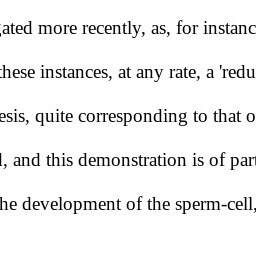 ated more recently, as, for instanc
these instances, at any rate, a 'redu
esis, quite corresponding to that o
, and this demonstration is of part
he development of the sperm-cell,